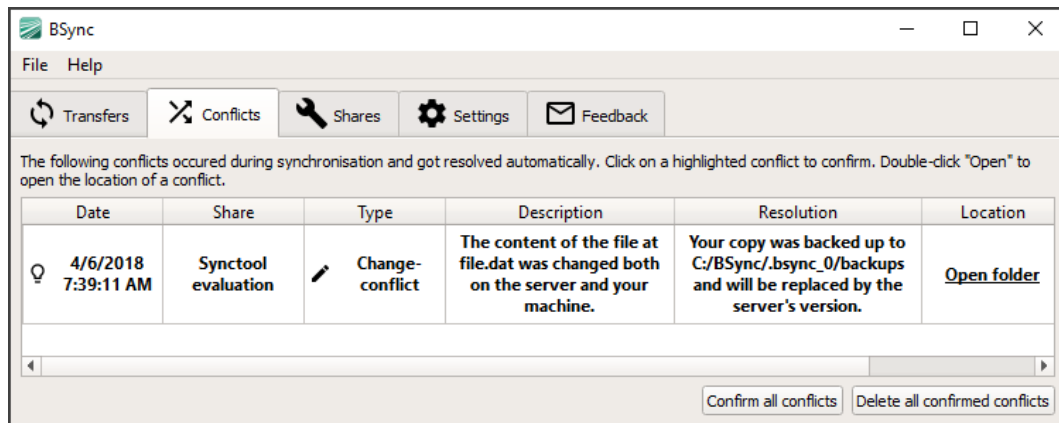 BSync
File Help
Transfers Conflicts Shares Settings Feedback
The following conflicts occured during synchronisation and got resolved automatically. Click on a highlighted conflict to confirm. Double-click "Open" to
open the location of a conflict.
Date Share Type Description Resolution Location
4/6/2018
7:39:11 AM
Synctool
evaluation
Change-
conflict
The content of the file at
file.dat was changed both
on the server and your
machine.
Your copy was backed up to
C:/BSync/.bsync_0/backups
and will be replaced by the
server's version.
Open folder
Confirm all conflicts Delete all confirmed conflicts